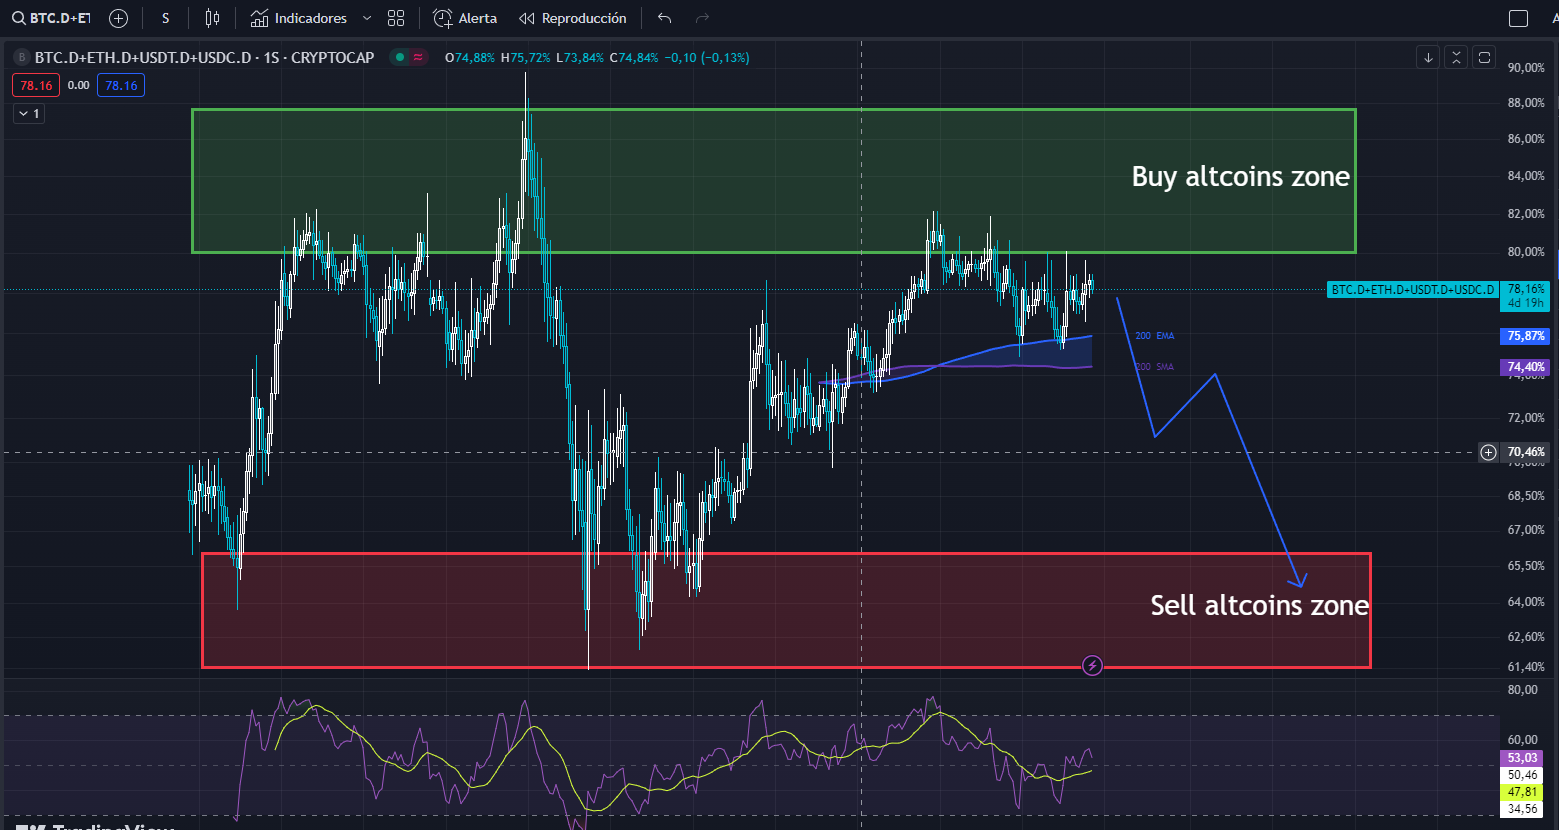 BTC.D+ET S Indicadores Alerta Reproducción
B BTC.D+ETH.D+USDT.D+USDC.D · 1S · CRYPTOCAP O74,88% H75,72% L73,84% C74,84% −0,10 (−0,13%)
78.16 0.00 78.16
1
90,00%
88,00%
86,00%
Buy altcoins zone
84,00%
82,00%
80,00%
BTC.D+ETH.D+USDT.D+USDC.D 78,16%
4d 19h
200 EMA 75,87%
200 SMA 74,40%
72,00%
70,46%
68,50%
67,00%
65,50%
Sell altcoins zone 64,00%
62,60%
61,40%
80,00
60,00
53,03
50,46
47,81
34,56
TradingView